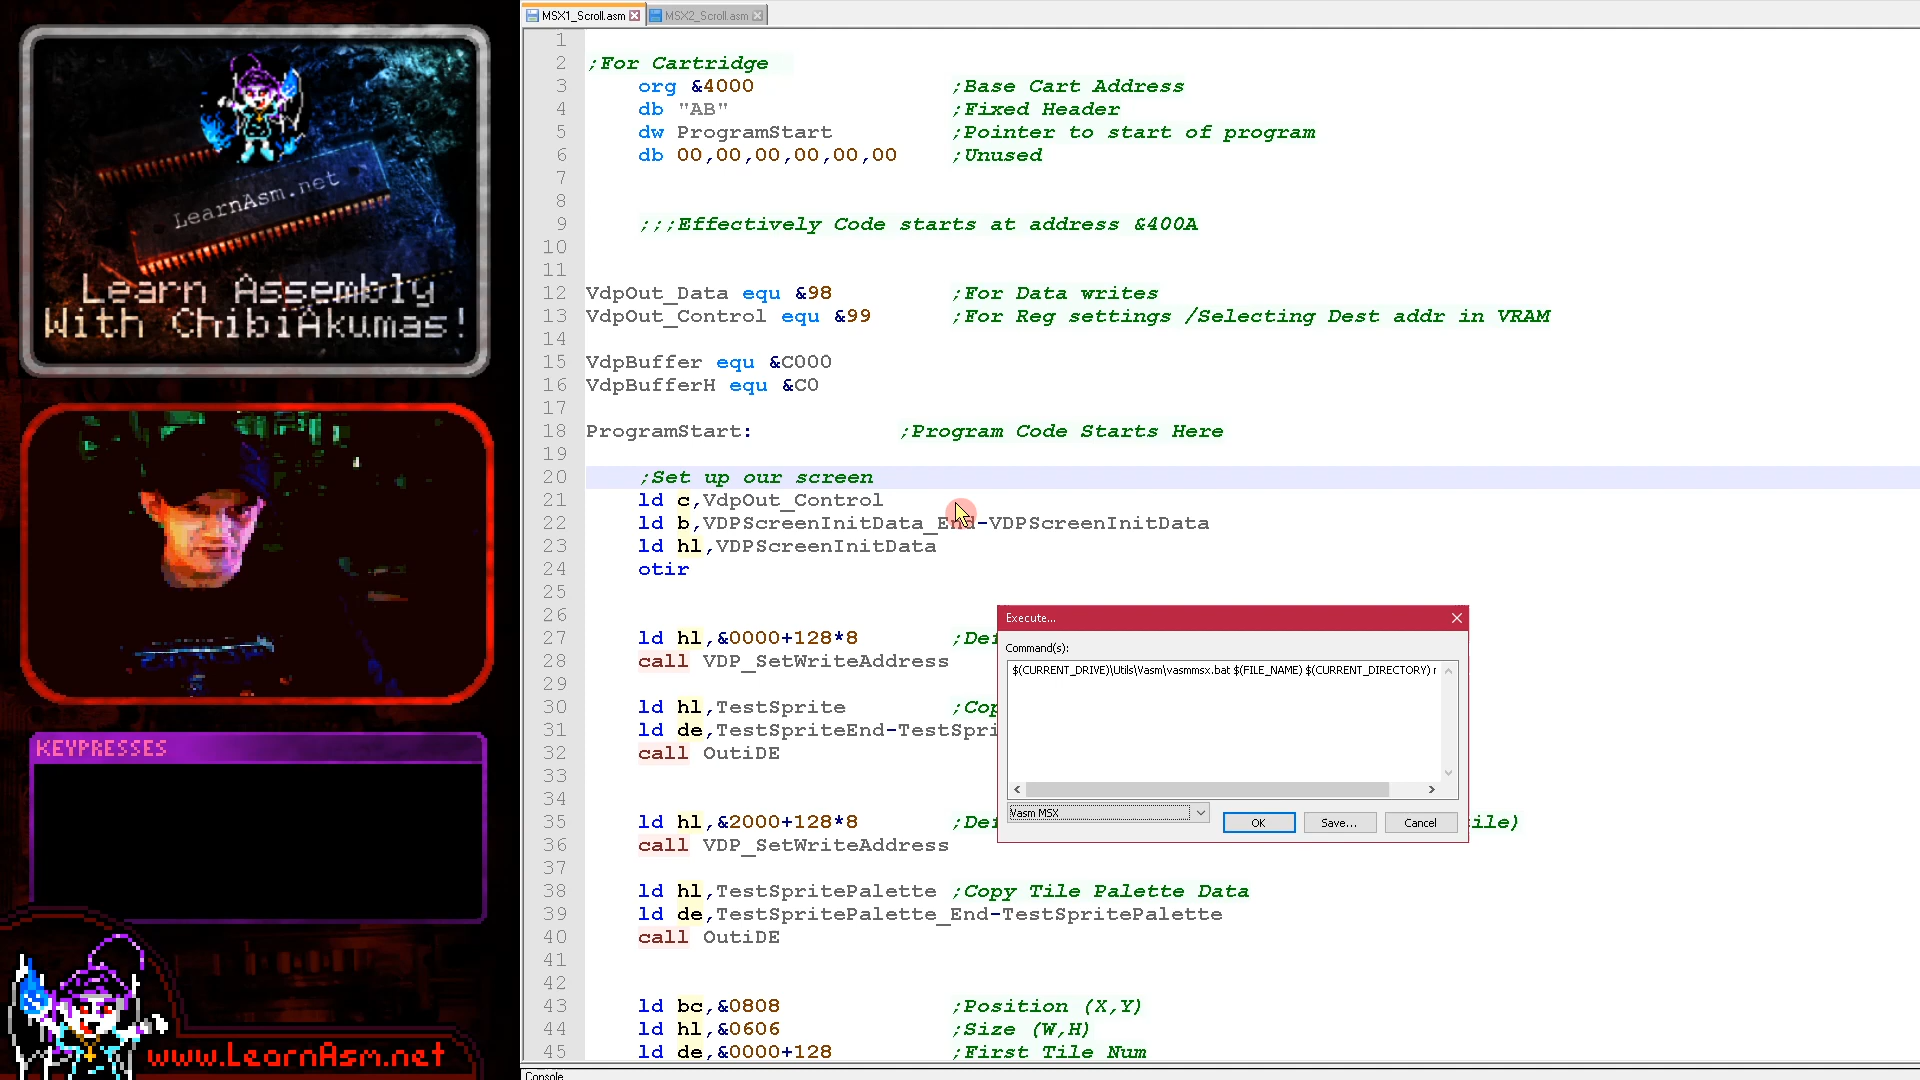 LearnAsm.net
Learn Assembly
With ChibiAkumas!
KEYPRESSES
www.LearnAsm.net
MSX1_Scroll.asm
MSX2_Scroll.asm
1
2 ;For Cartridge
3 org &4000 ;Base Cart Address
4 db "AB" ;Fixed Header
5 dw ProgramStart ;Pointer to start of program
6 db 00,00,00,00,00,00 ;Unused
7
8
9 ;;;Effectively Code starts at address &400A
10
11
12 VdpOut_Data equ &98 ;For Data writes
13 VdpOut_Control equ &99 ;For Reg settings /Selecting Dest addr in VRAM
14
15 VdpBuffer equ &C000
16 VdpBufferH equ &C0
17
18 ProgramStart: ;Program Code Starts Here
19
20 ;Set up our screen
21 ld c,VdpOut_Control
22 ld b,VDPScreenInitData_End-VDPScreenInitData
23 ld hl,VDPScreenInitData
24 otir
25
26
27 ld hl,&0000+128*8
28 call VDP_SetWriteAddress
29
30 ld hl,TestSprite
31 ld de,TestSpriteEnd-TestSpri
32 call OutiDE
33
34
35 ld hl,&2000+128*8
36 call VDP_SetWriteAddress
37
38 ld hl,TestSpritePalette ;Copy Tile Palette Data
39 ld de,TestSpritePalette_End-TestSpritePalette
40 call OutiDE
41
42
43 ld bc,&0808 ;Position (X,Y)
44 ld hl,&0606 ;Size (W,H)
45 ld de,&0000+128 ;First Tile Num
Execute...
Command(s):
$(CURRENT_DRIVE)\Utils\Vasm\vasmmsx.bat $(FILE_NAME) $(CURRENT_DIRECTORY)
Vasm MSX
OK
Save...
Cancel
Console